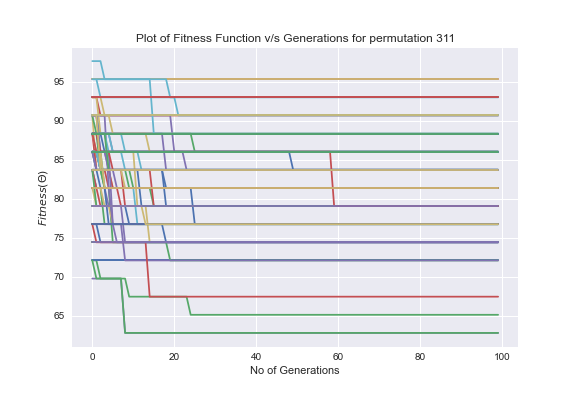 Plot of Fitness Function v/s Generations for permutation 311
95
90
85
80
75
70
65
Fitness(Θ)
0 20 40 60 80 100
No of Generations